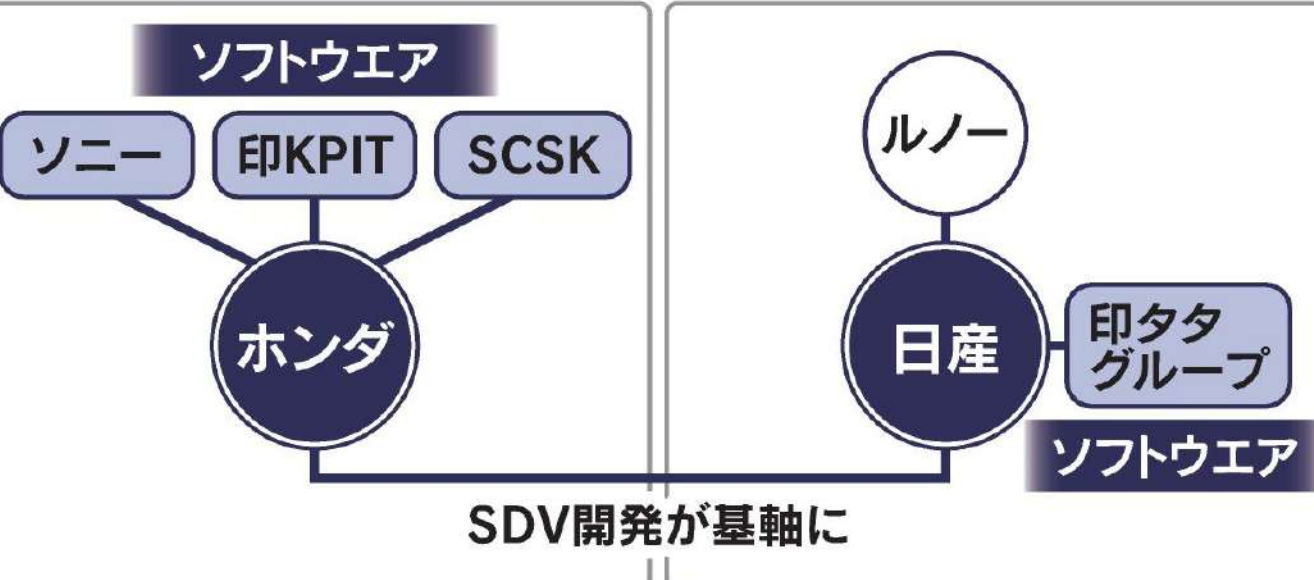 ソフトウエア
ソニー
印KPIT
SCSK
ホンダ
ルノー
日産
印タタ
グループ
ソフトウエア
SDV開発が基軸に